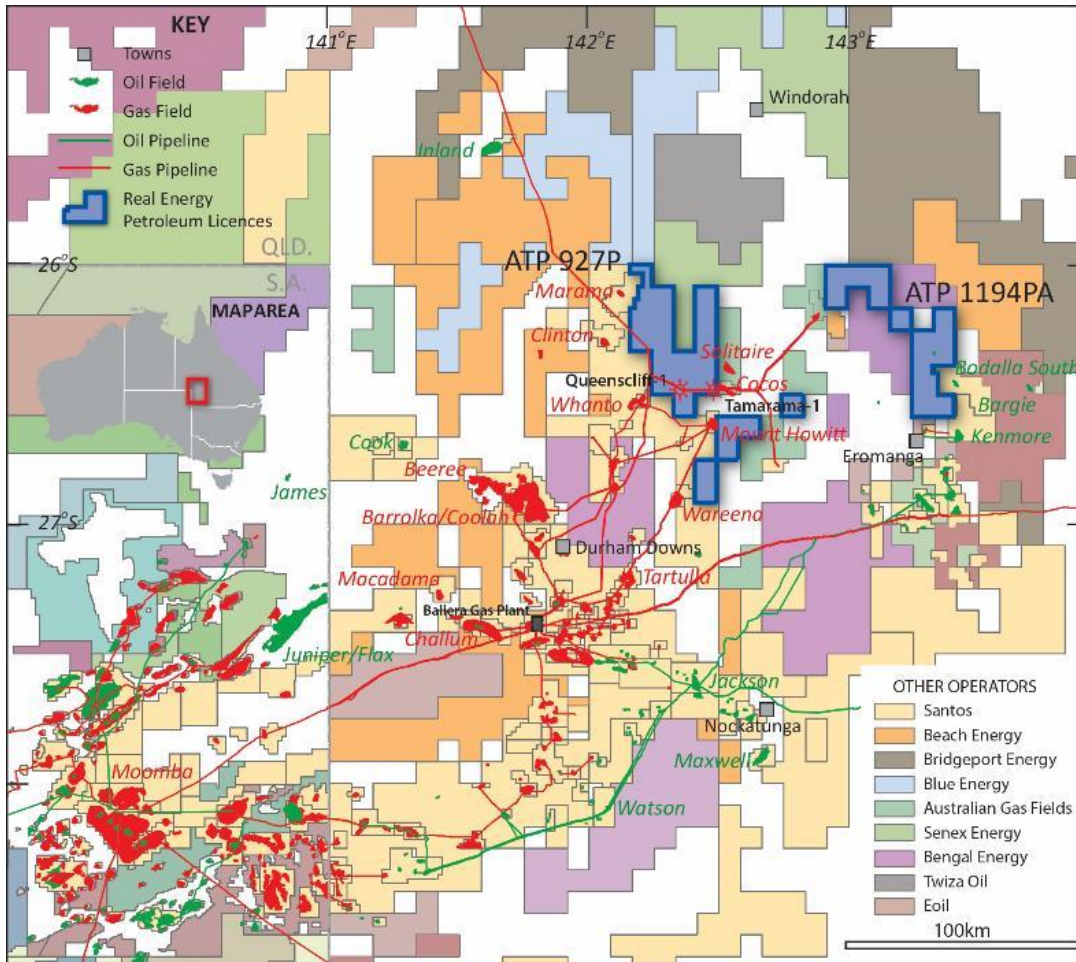 KEY
Towns
Oil Field
Gas Field
Oil Pipeline
Gas Pipeline
Real Energy
Petroleum Licences
141°E
142°E
143°E
Windorah
Inland
QLD.
S.A.
26°S
MAPAREA
ATP 927P
ATP 1194PA
Marama
Clinton
Solitaire
Bodalla South
Queenscliff-1
Cocos
Whanto
Tamarama-1
Bargie
Cook
Mount Howitt
Kenmore
Eromanga
Beeree
James
Barrolka/Coolah
Wareena
27°S
Durham Downs
Macadama
Tartulla
Ballera Gas Plant
Challum
Juniper/Flax
Jackson
Nockatunga
Moomba
Maxwell
Watson
OTHER OPERATORS
Santos
Beach Energy
Bridgeport Energy
Blue Energy
Australian Gas Fields
Senex Energy
Bengal Energy
Twiza Oil
Eoil
100km